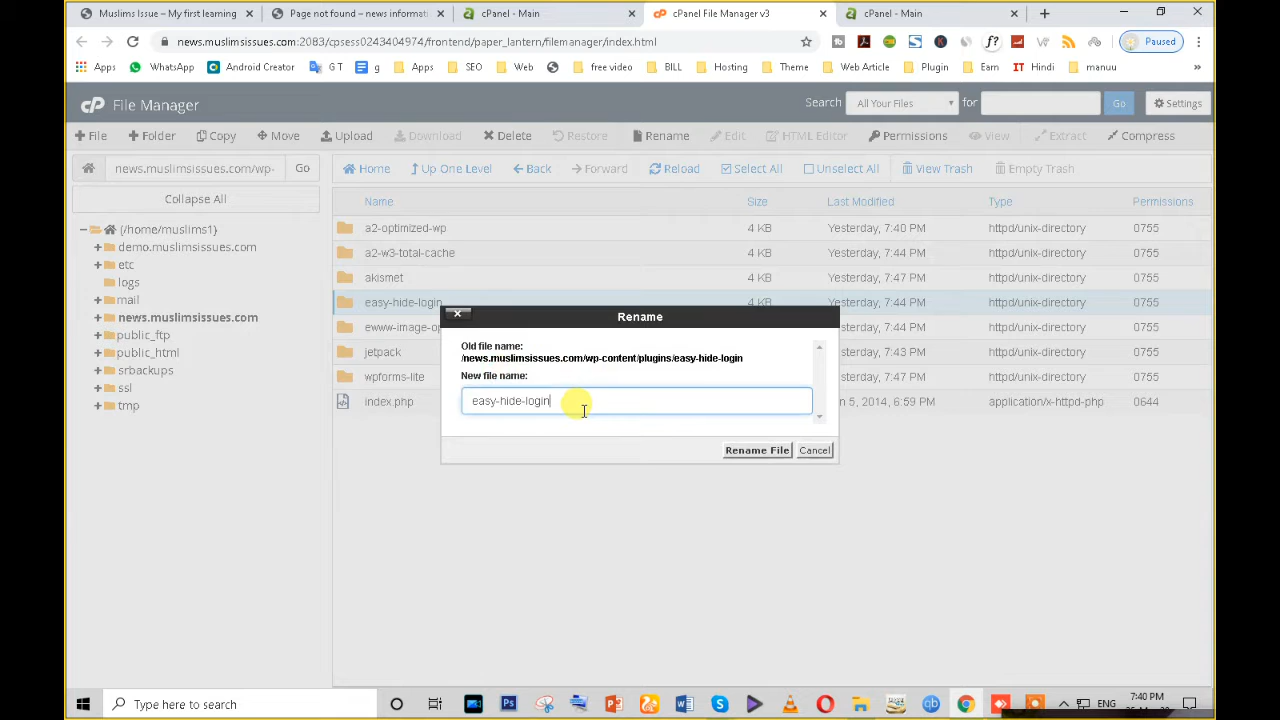 Muslims Issue – My first learning
Page not found – news informati
cPanel - Main
cPanel File Manager v3
cPanel - Main
news.muslimsissues.com:2083/cpsess0243404974/frontend/paper_lantern/filemanager/index.html
Paused
Apps
WhatsApp
Android Creator
G T
g
Apps
SEO
Web
free video
BILL
Hosting
Theme
Web Article
Plugin
Earn
IT Hindi
manuu
»
cP File Manager
Search
All Your Files
for
Go
Settings
File
Folder
Copy
Move
Upload
Download
Delete
Restore
Rename
Edit
HTML Editor
Permissions
View
Extract
Compress
news.muslimsissues.com/wp-
Go
Home
Up One Level
Back
Forward
Reload
Select All
Unselect All
View Trash
Empty Trash
Collapse All
(/home/muslims1)
demo.muslimsissues.com
etc
logs
mail
news.muslimsissues.com
public_ftp
public_html
srbackups
ssl
tmp
Name Size Last Modified Type Permissions
a2-optimized-wp 4 KB Yesterday, 7:40 PM httpd/unix-directory 0755
a2-w3-total-cache 4 KB Yesterday, 7:44 PM httpd/unix-directory 0755
akismet 4 KB Yesterday, 7:47 PM httpd/unix-directory 0755
easy-hide-login 4 KB Yesterday, 7:44 PM httpd/unix-directory 0755
ewww-image-op Yesterday, 7:44 PM httpd/unix-directory 0755
jetpack Yesterday, 7:43 PM httpd/unix-directory 0755
wpforms-lite Yesterday, 7:47 PM httpd/unix-directory 0755
index.php n 5, 2014, 6:59 PM application/x-httpd-php 0644
Rename
Old file name:
/news.muslimsissues.com/wp-content/plugins/easy-hide-login
New file name:
easy-hide-login
Rename File
Cancel
Type here to search
ENG
7:40 PM